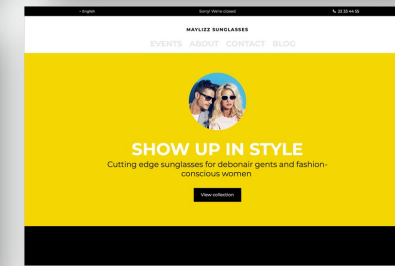 English
Sorry! We're closed
22 33 44 55
MAYLIZZ SUNGLASSES
EVENTS ABOUT CONTACT BLOG
SHOW UP IN STYLE
Cutting edge sunglasses for debonair gents and fashion-
conscious women
View collection